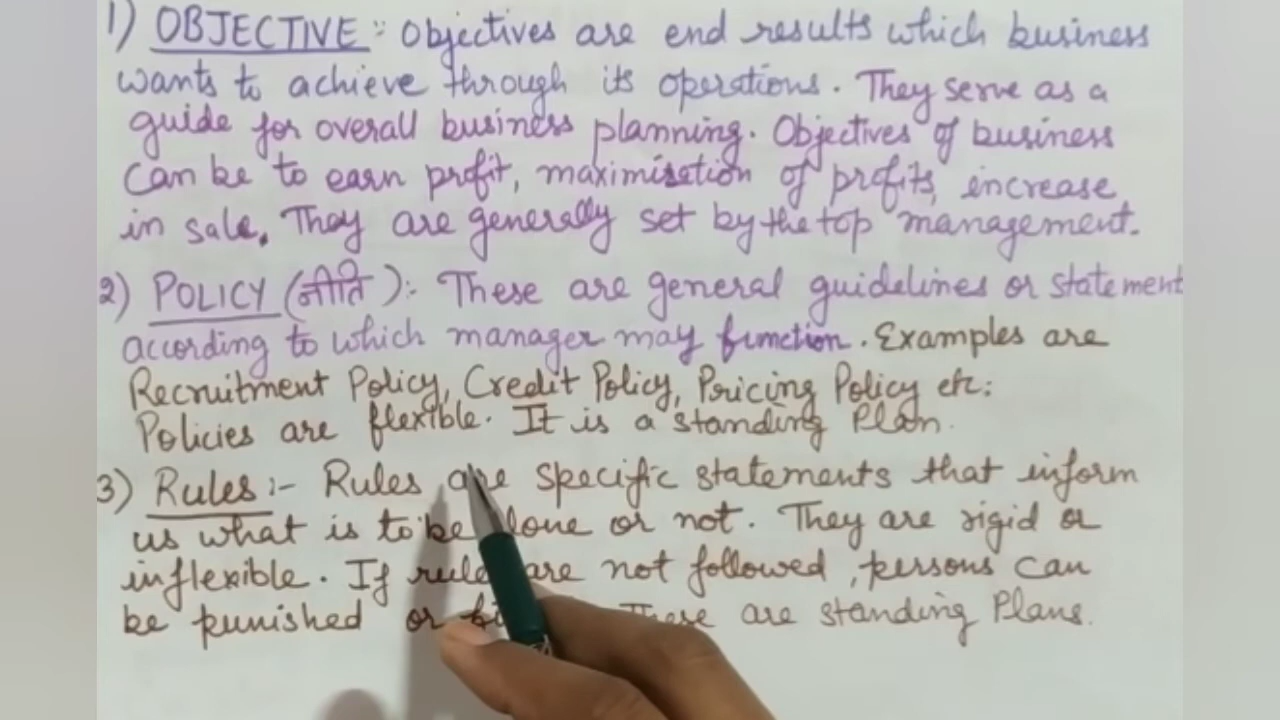 1) OBJECTIVE :- Objectives are end results which business
wants to achieve through its operations. They serve as a
guide for overall business planning. Objectives of business
can be to earn profit, maximisation of profits, increase
in sale. They are generally set by the top management.
2) POLICY (नीति) :- These are general guidelines or statement
according to which manager may function. Examples are
Recruitment Policy, Credit Policy, Pricing Policy etc.
Policies are flexible. It is a standing Plan.
3) Rules :- Rules are specific statements that inform
us what is to be done or not. They are rigid or
inflexible. If rules are not followed, persons can
be punished or These are standing Plans.